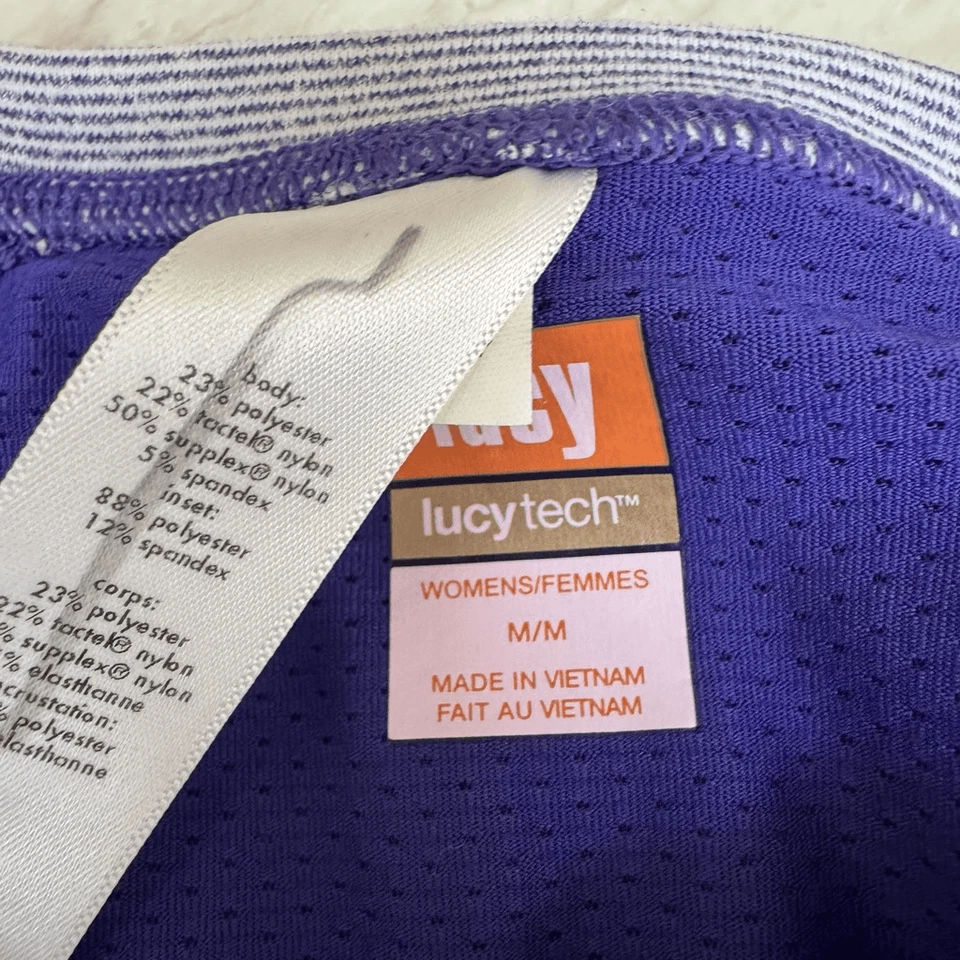 body:
23% polyester
22% tactel® nylon
50% supplex® nylon
5% spandex
inset:
88% polyester
12% spandex
corps:
23% polyester
22% tactel® nylon
% supplex® nylon
% elasthanne
% polyester
elasthanne
lucy
lucytech™
WOMENS/FEMMES
M/M
MADE IN VIETNAM
FAIT AU VIETNAM